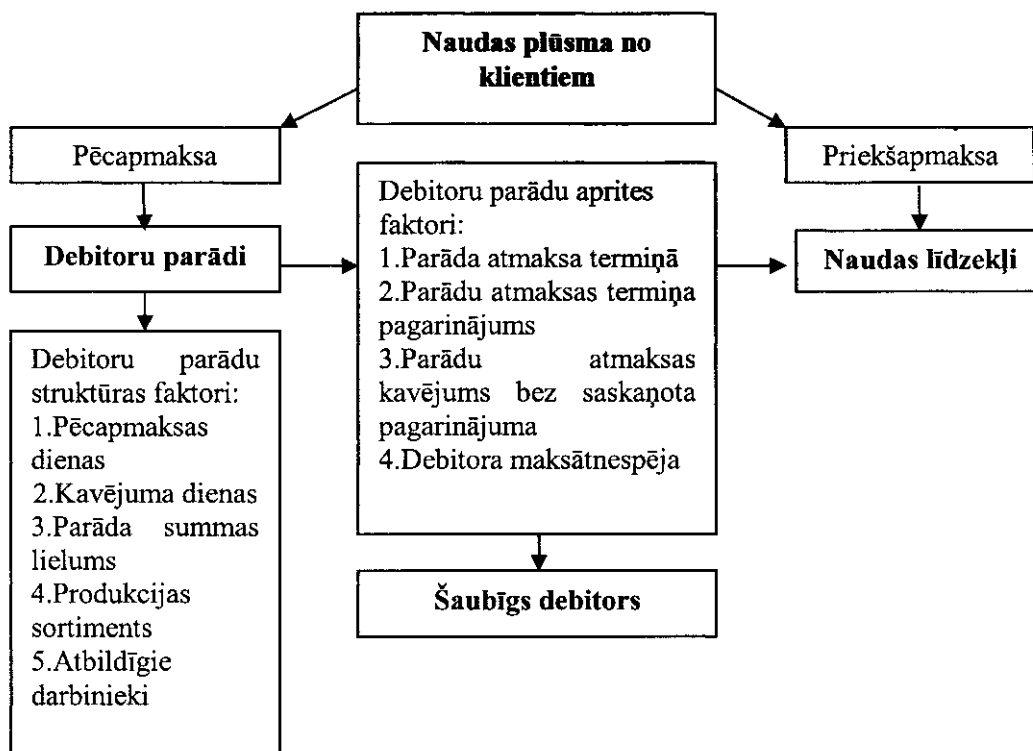 Naudas plūsma no
klientiem
Pēcapmaksa
Priekšapmaksa
Debitoru parādi
Debitoru parādu aprites
faktori:
1.Parāda atmaksa termiņā
2.Parādu atmaksas termiņa
pagarinājums
3.Parādu atmaksas
kavējums bez saskaņota
pagarinājuma
4.Debitora maksātnespēja
Naudas līdzekļi
Debitoru parādu
struktūras faktori:
1.Pēcapmaksas
dienas
2.Kavējuma dienas
3.Parāda summas
lielums
4.Produkcijas
sortiments
5.Atbildīgie
darbinieki
Šaubīgs debitors